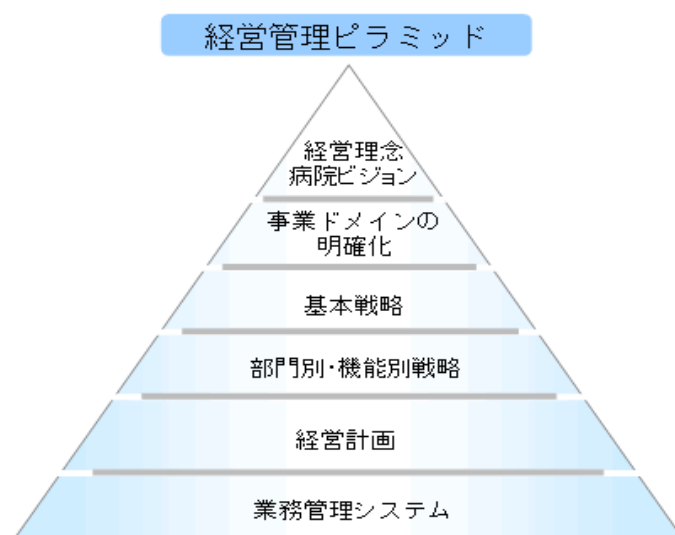 経営管理ピラミッド
経営理念
病院ビジョン
事業ドメインの
明確化
基本戦略
部門別・機能別戦略
経営計画
業務管理システム